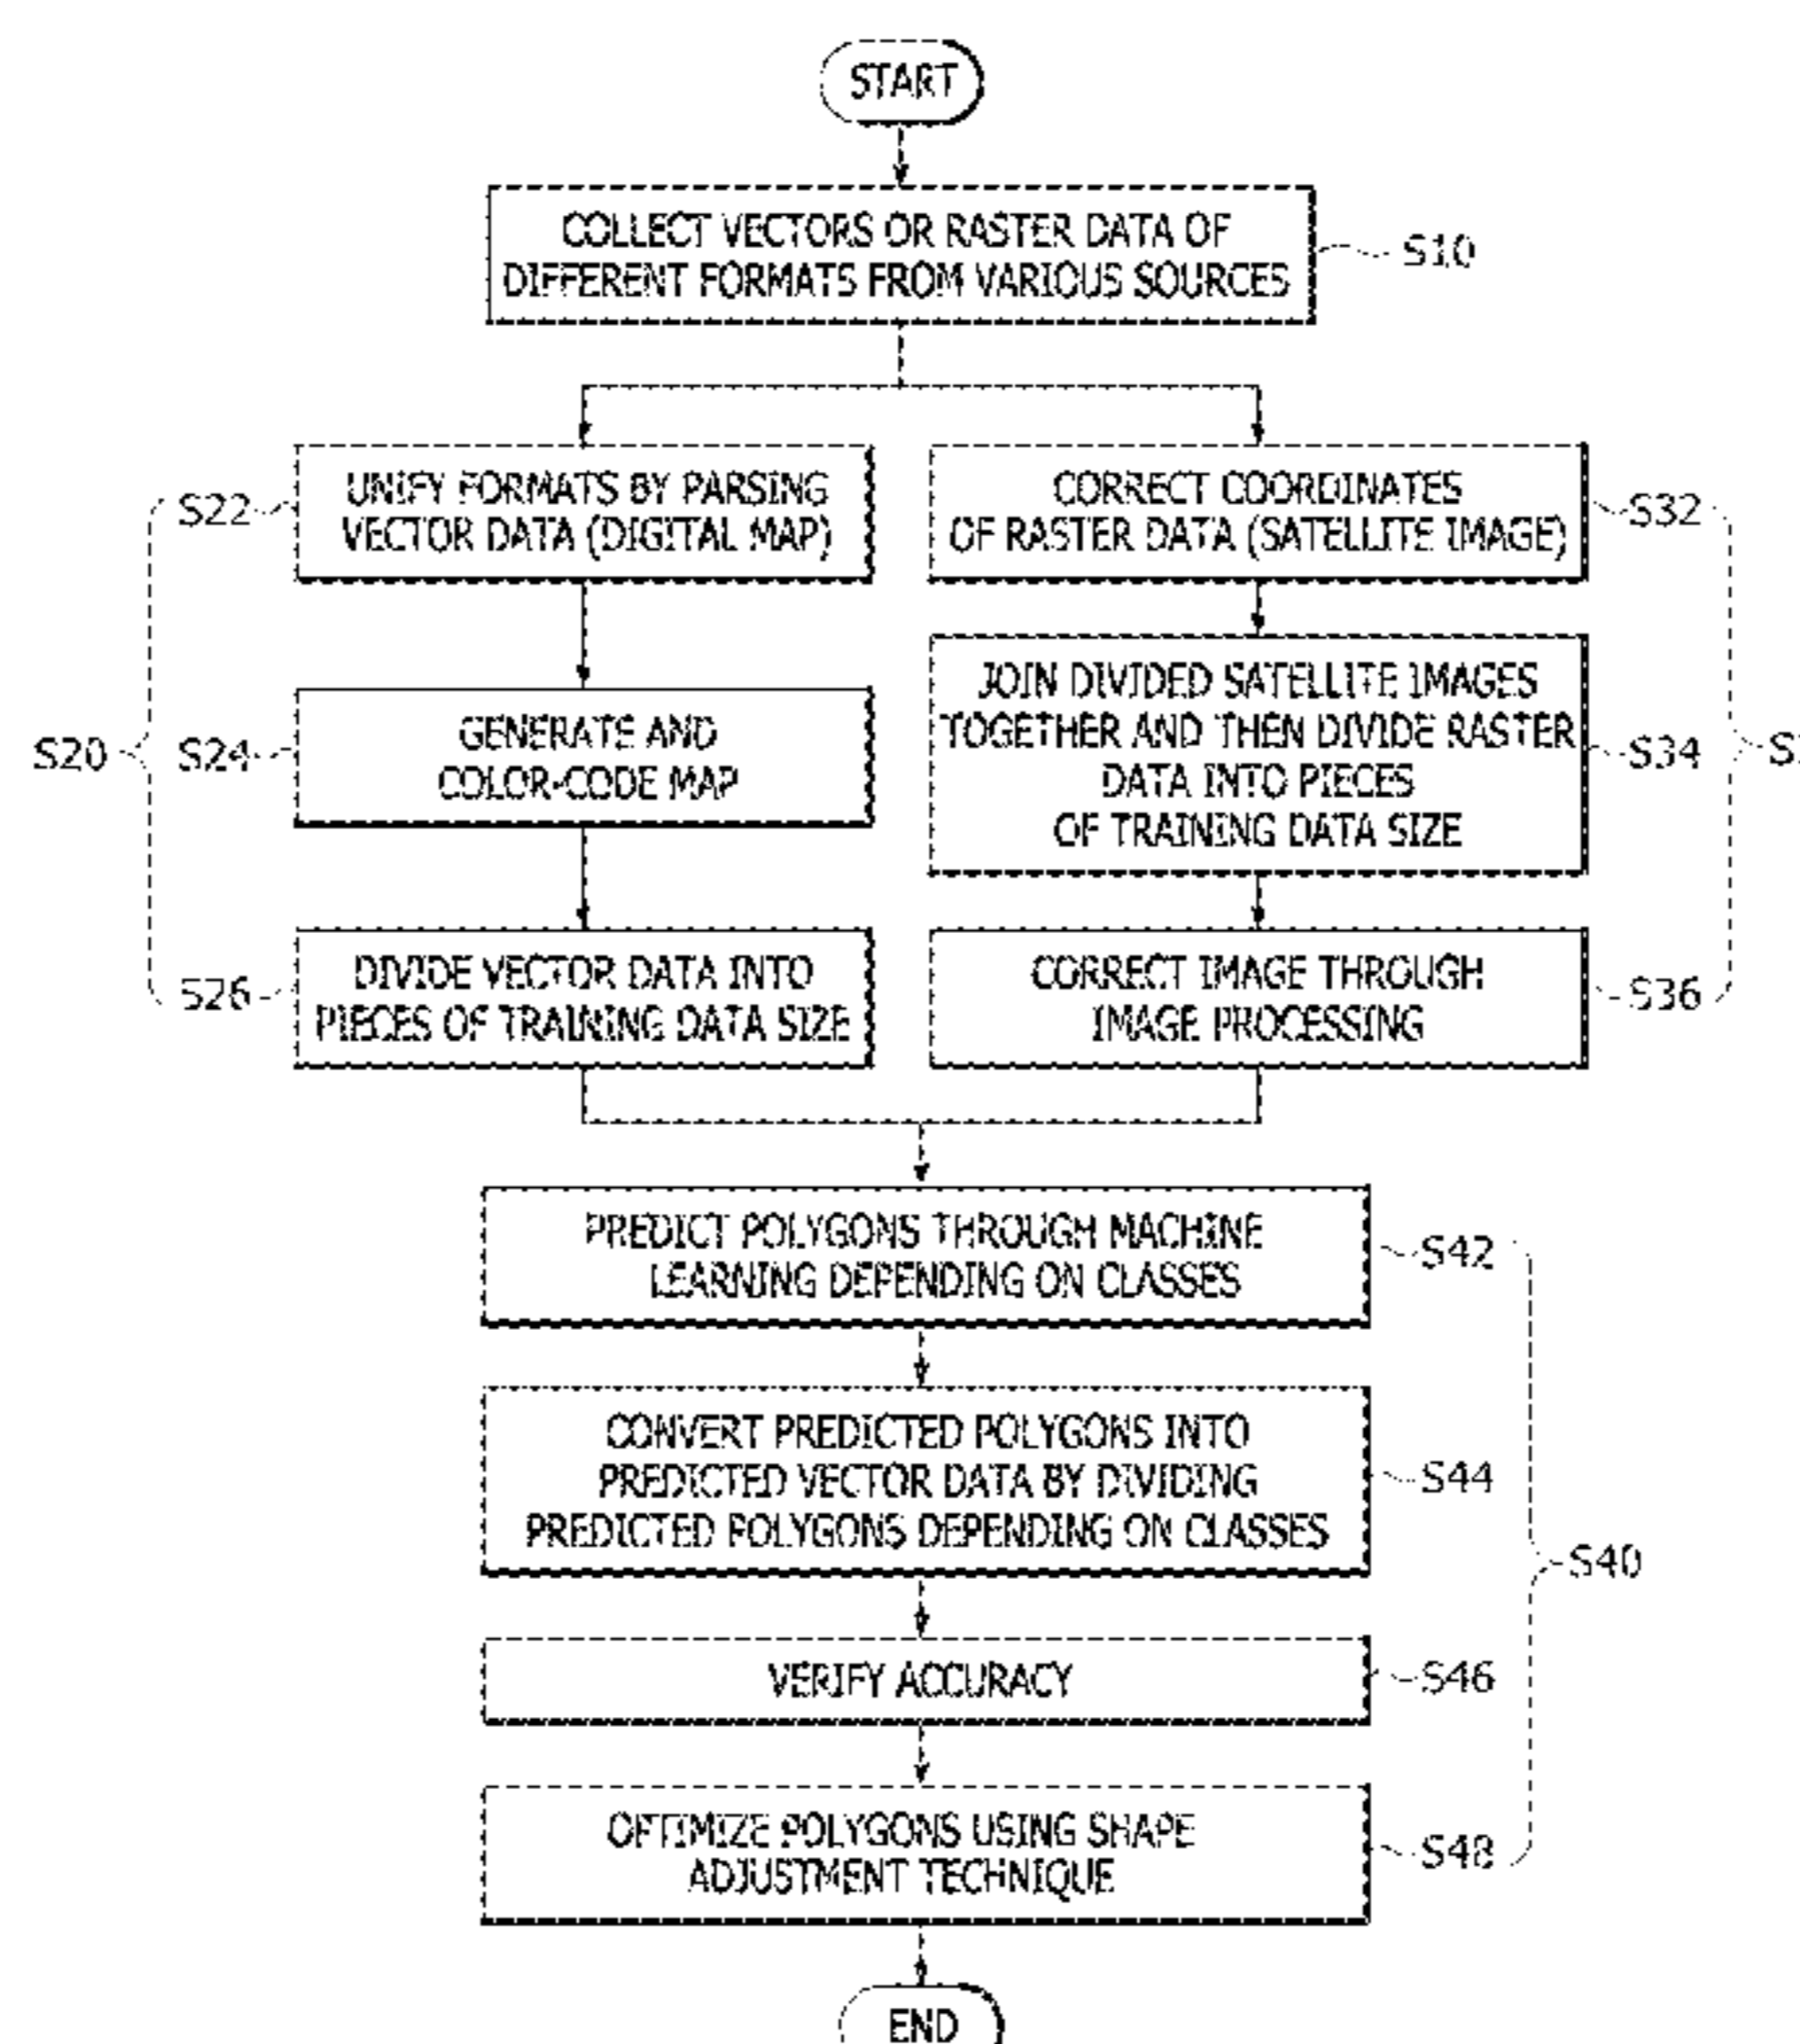 START
COLLECT VECTORS OR RASTER DATA OF
DIFFERENT FORMATS FROM VARIOUS SOURCES
S10
UNIFY FORMATS BY PARSING
VECTOR DATA (DIGITAL MAP)
S22
GENERATE AND
COLOR-CODE MAP
S24
S20
DIVIDE VECTOR DATA INTO
PIECES OF TRAINING DATA SIZE
S26
CORRECT COORDINATES
OF RASTER DATA (SATELLITE IMAGE)
S32
JOIN DIVIDED SATELLITE IMAGES
TOGETHER AND THEN DIVIDE RASTER
DATA INTO PIECES
OF TRAINING DATA SIZE
S34
CORRECT IMAGE THROUGH
IMAGE PROCESSING
S36
PREDICT POLYGONS THROUGH MACHINE
LEARNING DEPENDING ON CLASSES
S42
CONVERT PREDICTED POLYGONS INTO
PREDICTED VECTOR DATA BY DIVIDING
PREDICTED POLYGONS DEPENDING ON CLASSES
S44
S40
VERIFY ACCURACY
S46
OPTIMIZE POLYGONS USING SHAPE
ADJUSTMENT TECHNIQUE
S48
END